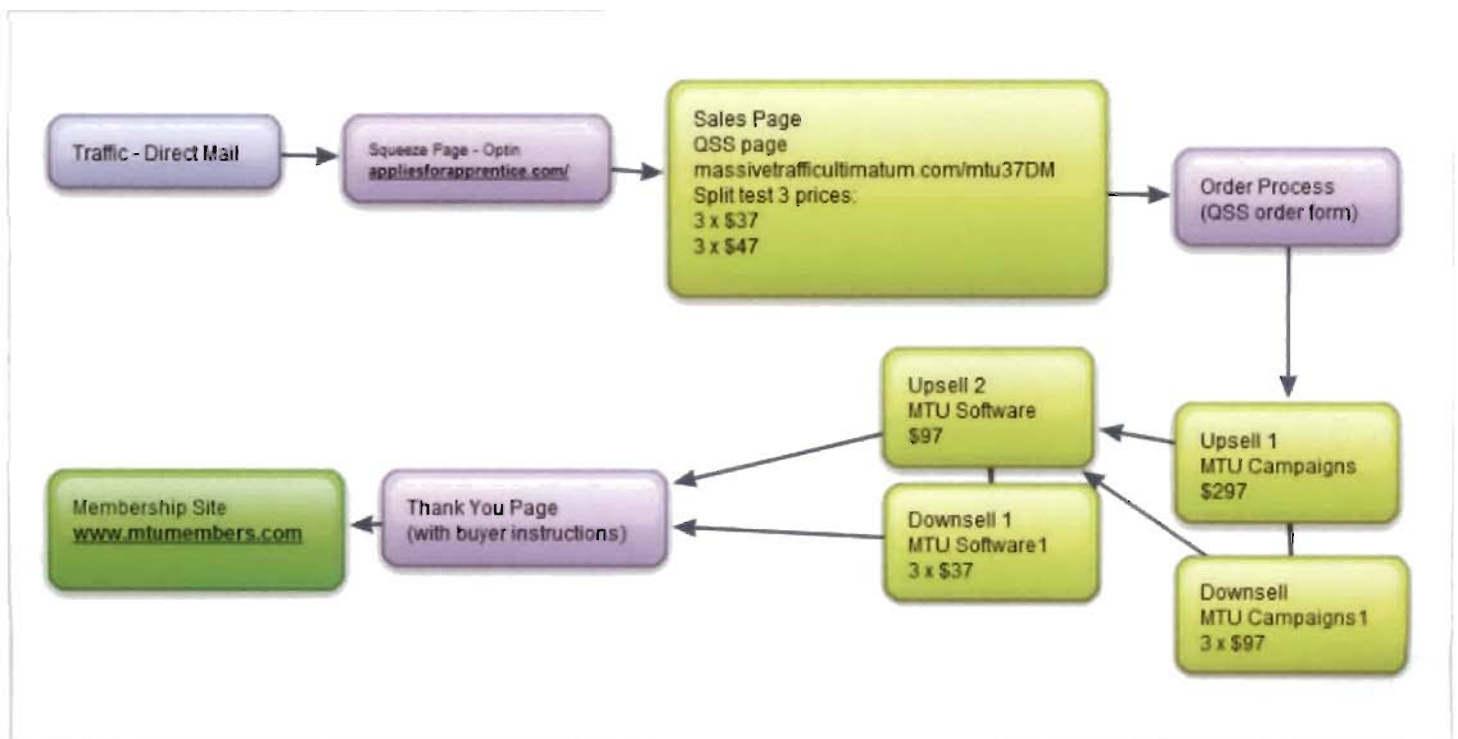 Traffic - Direct Mail
Squeeze Page - Optin
appliesforapprentice.com/
Sales Page
QSS page
massivetrafficultimatum.com/mtu37DM
Split test 3 prices:
3 x $37
3 x $47
Order Process
(QSS order form)
Upsell 1
MTU Campaigns
$297
Downsell
MTU Campaigns1
3 x $97
Upsell 2
MTU Software
$97
Downsell 1
MTU Software1
3 x $37
Thank You Page
(with buyer instructions)
Membership Site
www.mtumembers.com